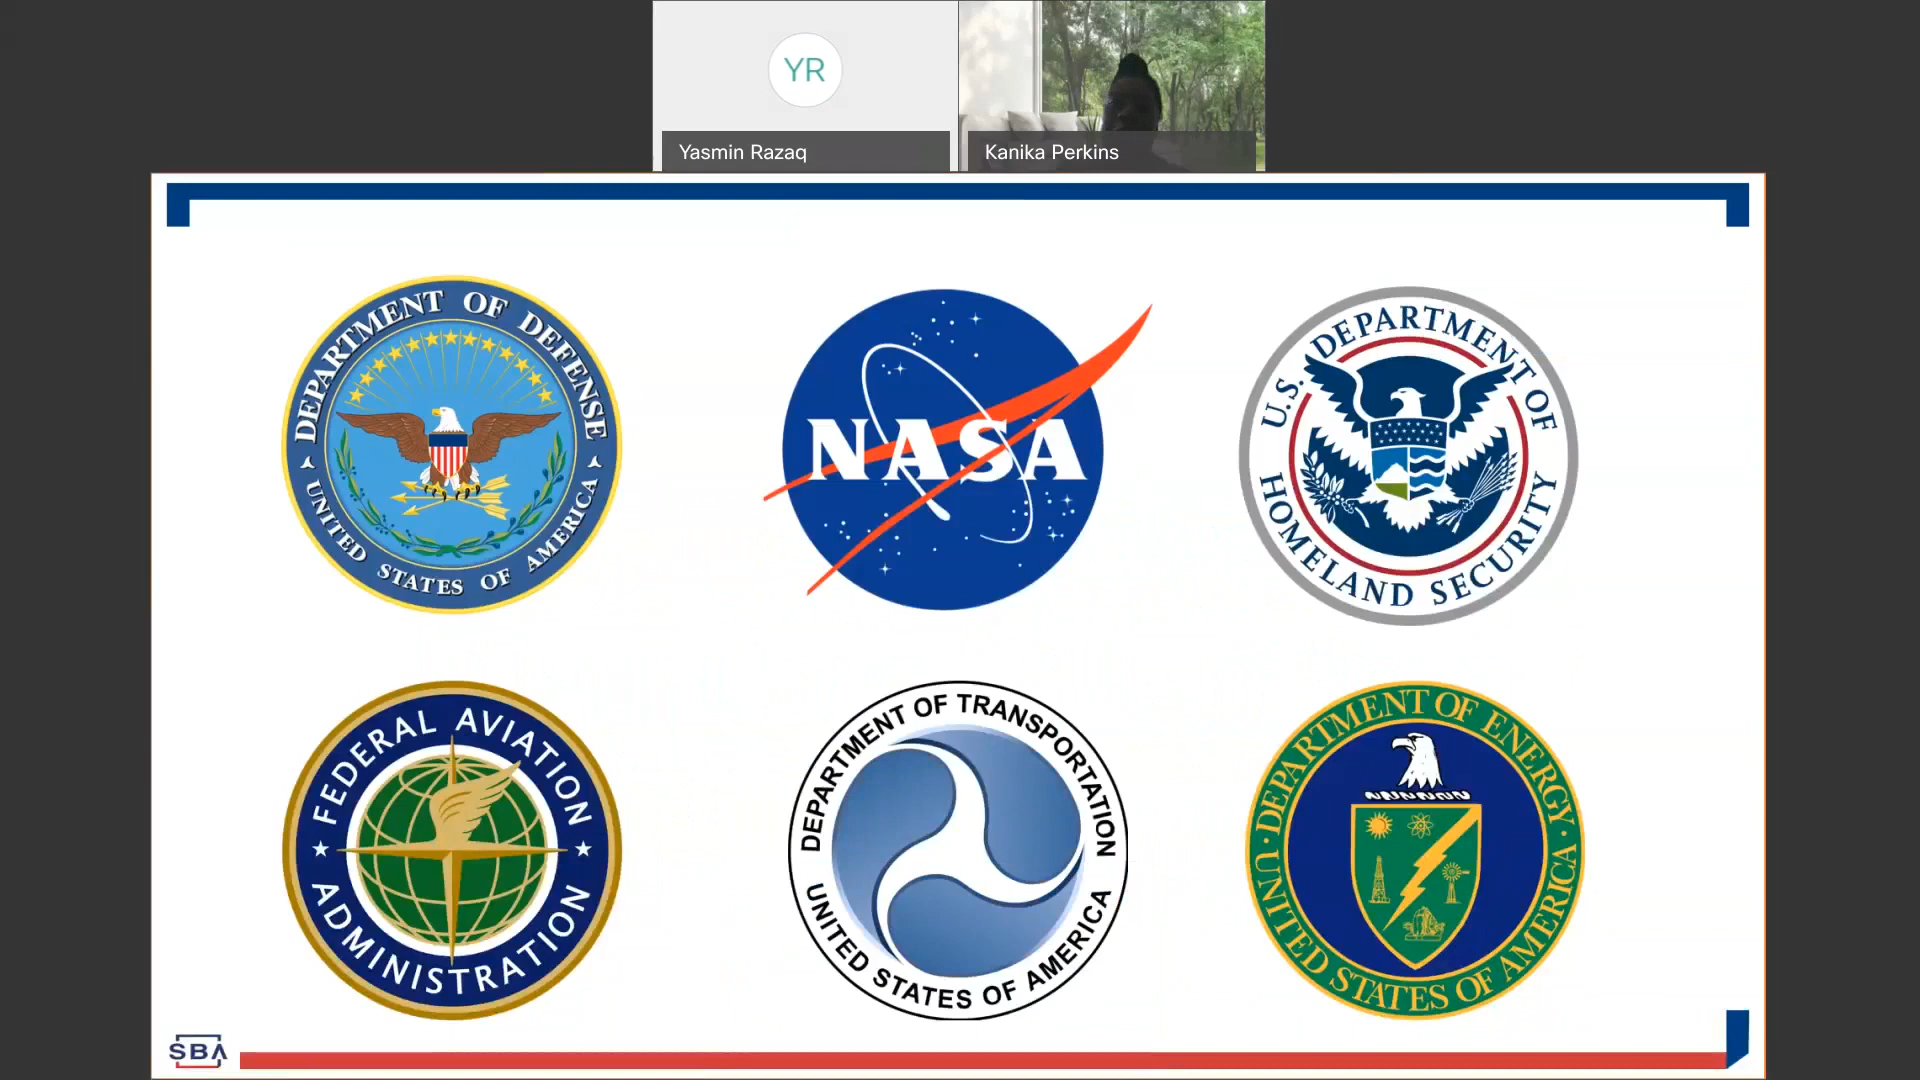 YR
Yasmin Razaq
Kanika Perkins
DEPARTMENT OF DEFENSE
UNITED STATES OF AMERICA
NASA
U.S. DEPARTMENT OF
HOMELAND SECURITY
FEDERAL AVIATION
ADMINISTRATION
DEPARTMENT OF TRANSPORTATION
UNITED STATES OF AMERICA
DEPARTMENT OF ENERGY
UNITED STATES OF AMERICA
SBA